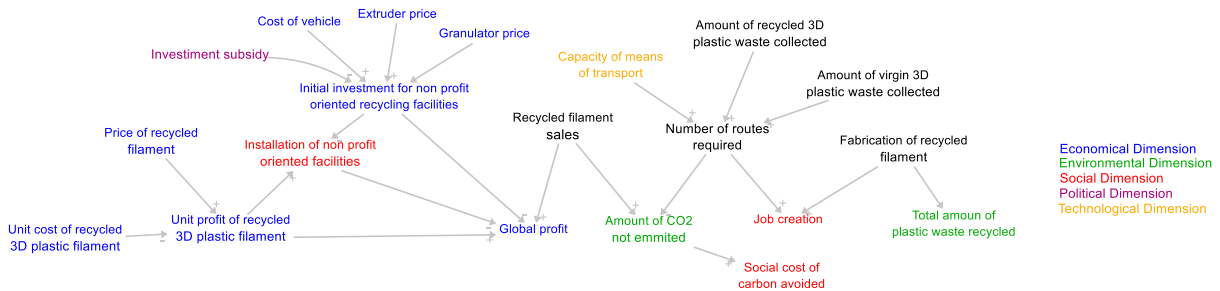 Cost of vehicle
Extruder price
Granulator price
Investiment subsidy
Initial investment for non profit
oriented recycling facilities
Price of recycled
filament
Installation of non profit
oriented facilities
Unit cost of recycled
3D plastic filament
Unit profit of recycled
3D plastic filament
Global profit
Recycled filament
sales
Capacity of means
of transport
Amount of recycled 3D
plastic waste collected
Amount of virgin 3D
plastic waste collected
Number of routes
required
Fabrication of recycled
filament
Amount of CO2
not emmited
Job creation
Total amoun of
plastic waste recycled
Social cost of
carbon avoided
Economical Dimension
Environmental Dimension
Social Dimension
Political Dimension
Technological Dimension